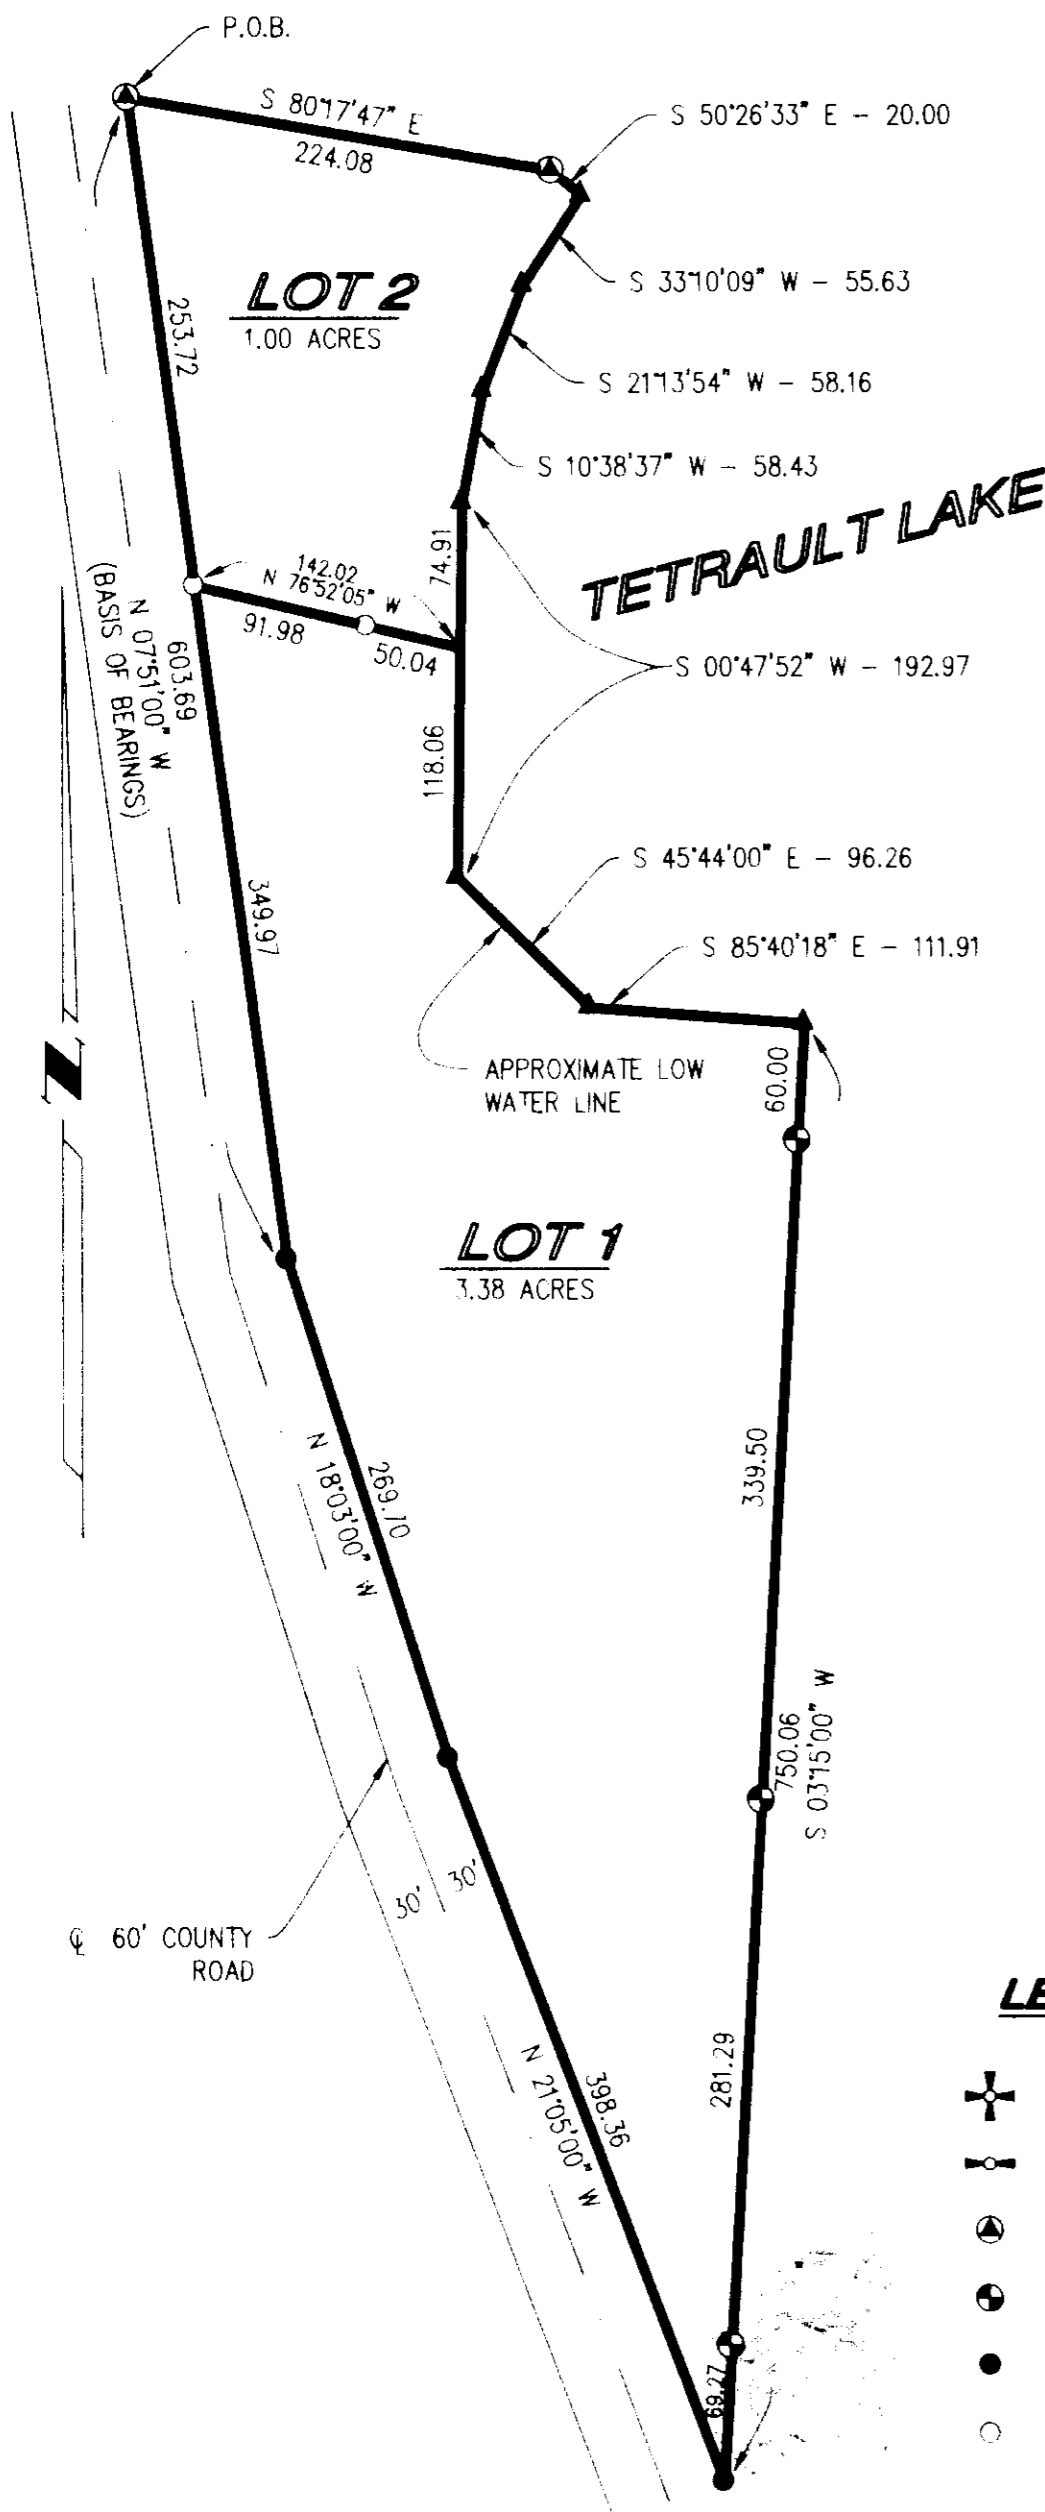 P.O.B.
S 80°17'47" E
224.08
S 50°26'33" E – 20.00
S 33°10'09" W – 55.63
LOT 2
1.00 ACRES
253.72
S 21°13'54" W – 58.16
S 10°38'37" W – 58.43
TETRAULT LAKE
74.91
142.02
N 76°52'05" W
91.98
50.04
S 00°47'52" W – 192.97
603.69
N 07°51'00" W
(BASIS OF BEARINGS)
118.06
S 45°44'00" E – 96.26
349.97
S 85°40'18" E – 111.91
APPROXIMATE LOW
WATER LINE
60.00
N
LOT 1
3.38 ACRES
339.50
269.70
N 18°03'00" W
750.06
S 03°15'00" W
30'
30'
℄ 60' COUNTY
ROAD
281.29
398.36
N 21°05'00" W
69.27
LE